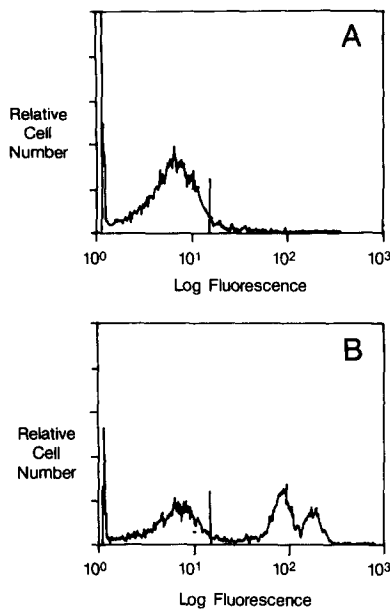 A
Relative
Cell
Number
10⁰
10¹
10²
10³
Log Fluorescence
B
Relative
Cell
Number
10⁰
10¹
10²
10³
Log Fluorescence